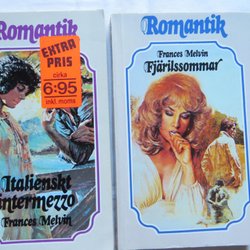 Romantik
EXTRA
PRIS
cirka
6:95
inkl. moms
Italienskt
intermezzo
Frances Melvin
Romantik
Frances Melvin
Fjärilssommar